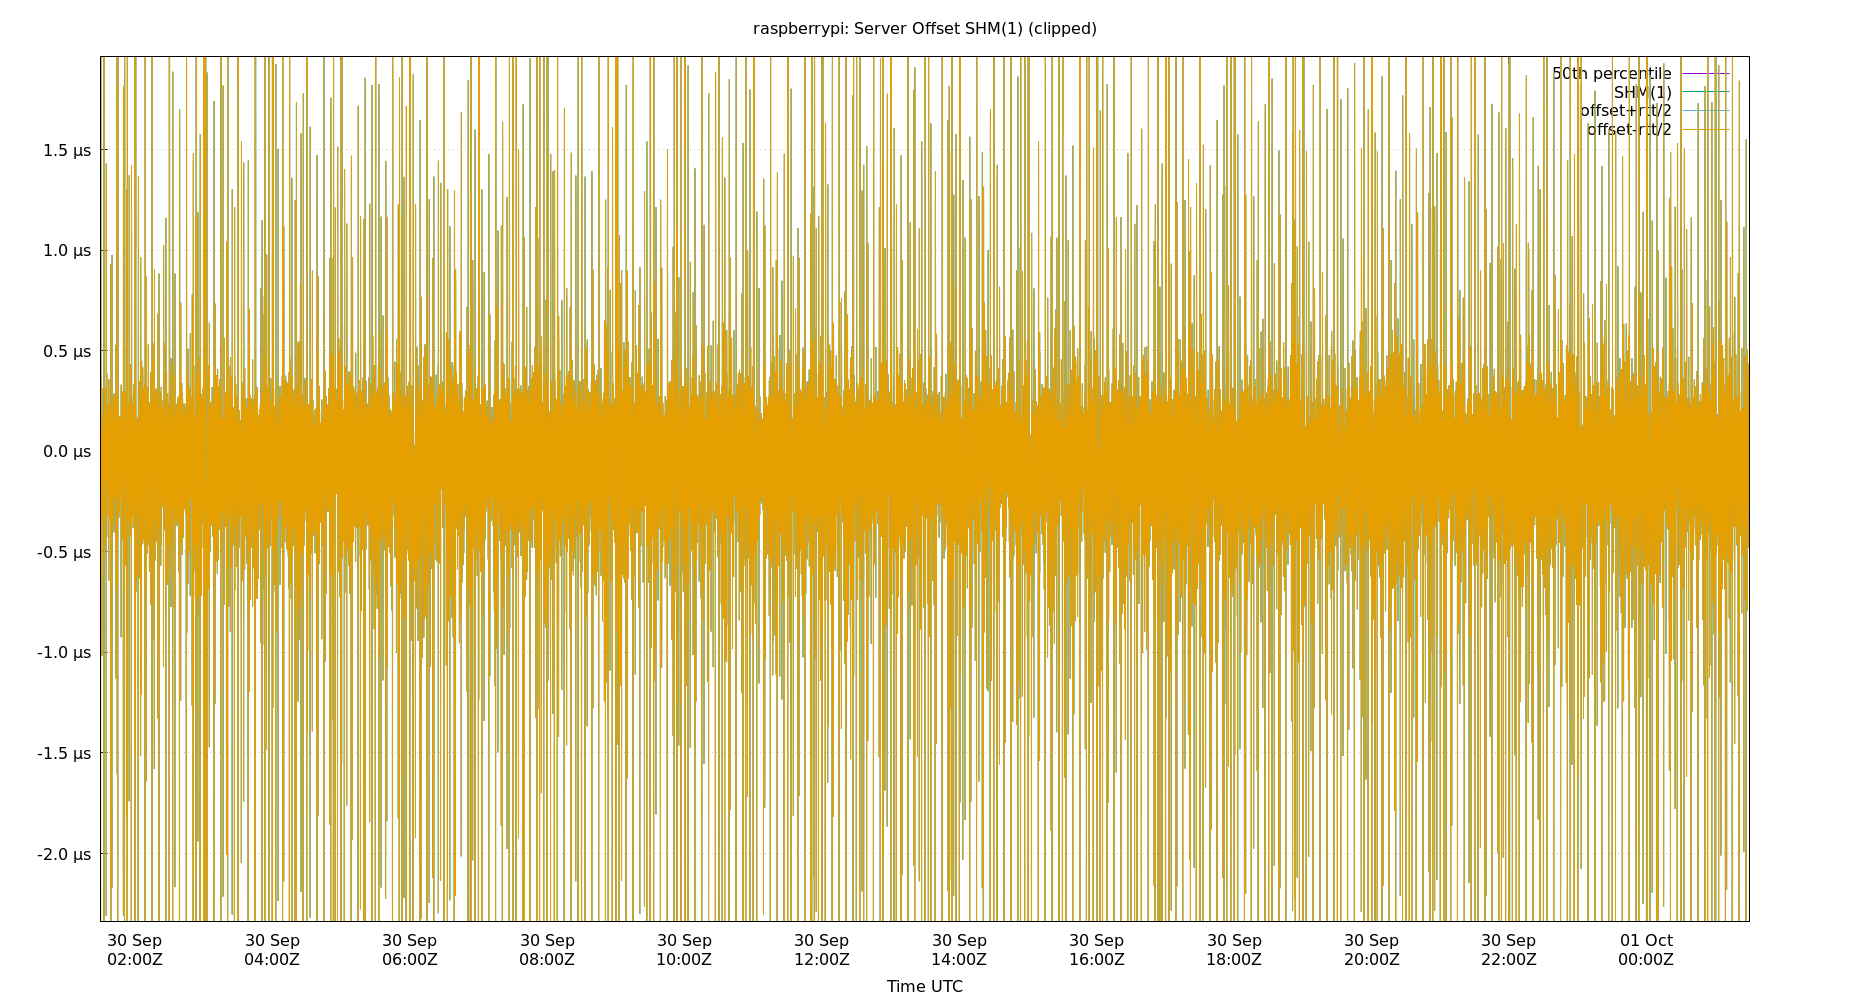 raspberrypi: Server Offset SHM(1) (clipped)
50th percentile
SHM(1)
offset+rtt/2
offset-rtt/2
1.5 µs
1.0 µs
0.5 µs
0.0 µs
-0.5 µs
-1.0 µs
-1.5 µs
-2.0 µs
30 Sep 30 Sep 30 Sep 30 Sep 30 Sep 30 Sep 30 Sep 30 Sep 30 Sep 30 Sep 30 Sep 01 Oct
02:00Z 04:00Z 06:00Z 08:00Z 10:00Z 12:00Z 14:00Z 16:00Z 18:00Z 20:00Z 22:00Z 00:00Z
Time UTC